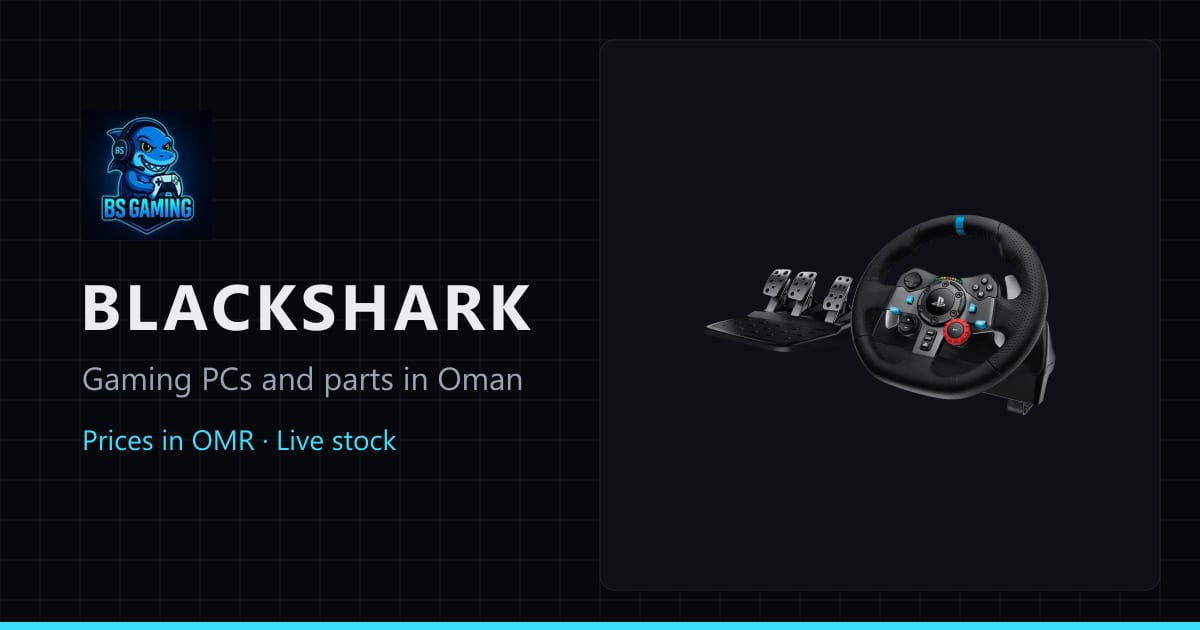 BS
BS GAMING
BLACKSHARK
Gaming PCs and parts in Oman
Prices in OMR · Live stock